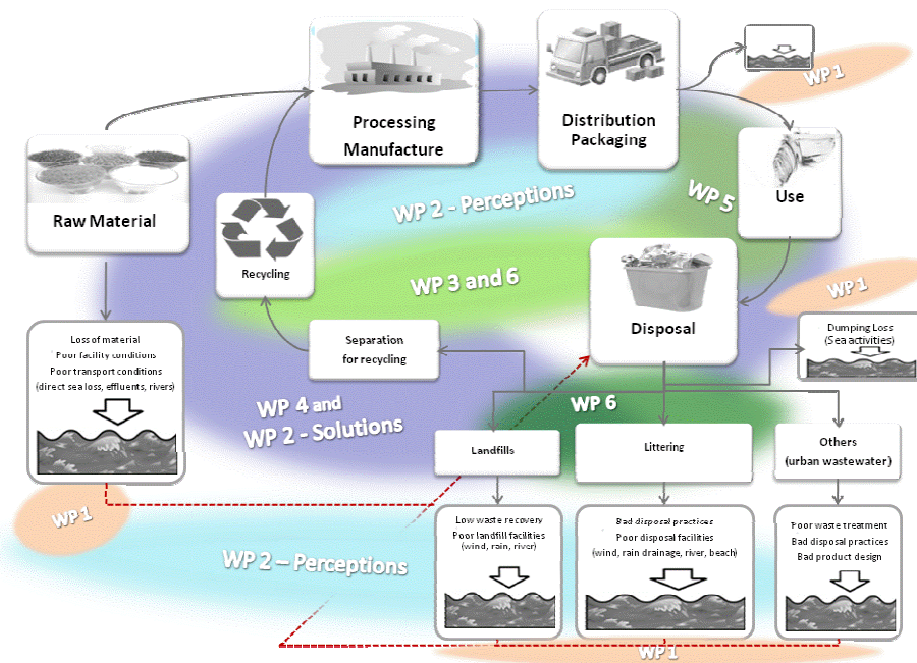 Processing
Manufacture
Distribution
Packaging
WP 1
Raw Material
Recycling
WP 2 - Perceptions
WP 5
Use
WP 3 and 6
Disposal
WP 1
Loss of material
Poor facility conditions
Poor transport conditions
(direct sea loss, effluents, rivers)
Separation
for recycling
Dumping Loss
(Sea activities)
WP 4 and
WP 2 - Solutions
WP 6
Landfills
Littering
Others
(urban wastewater)
WP 1
WP 2 – Perceptions
Low waste recovery
Poor landfill facilities
(wind, rain, river)
Bad disposal practices
Poor disposal facilities
(wind, rain drainage, river, beach)
Poor waste treatment
Bad disposal practices
Bad product design
WP 1